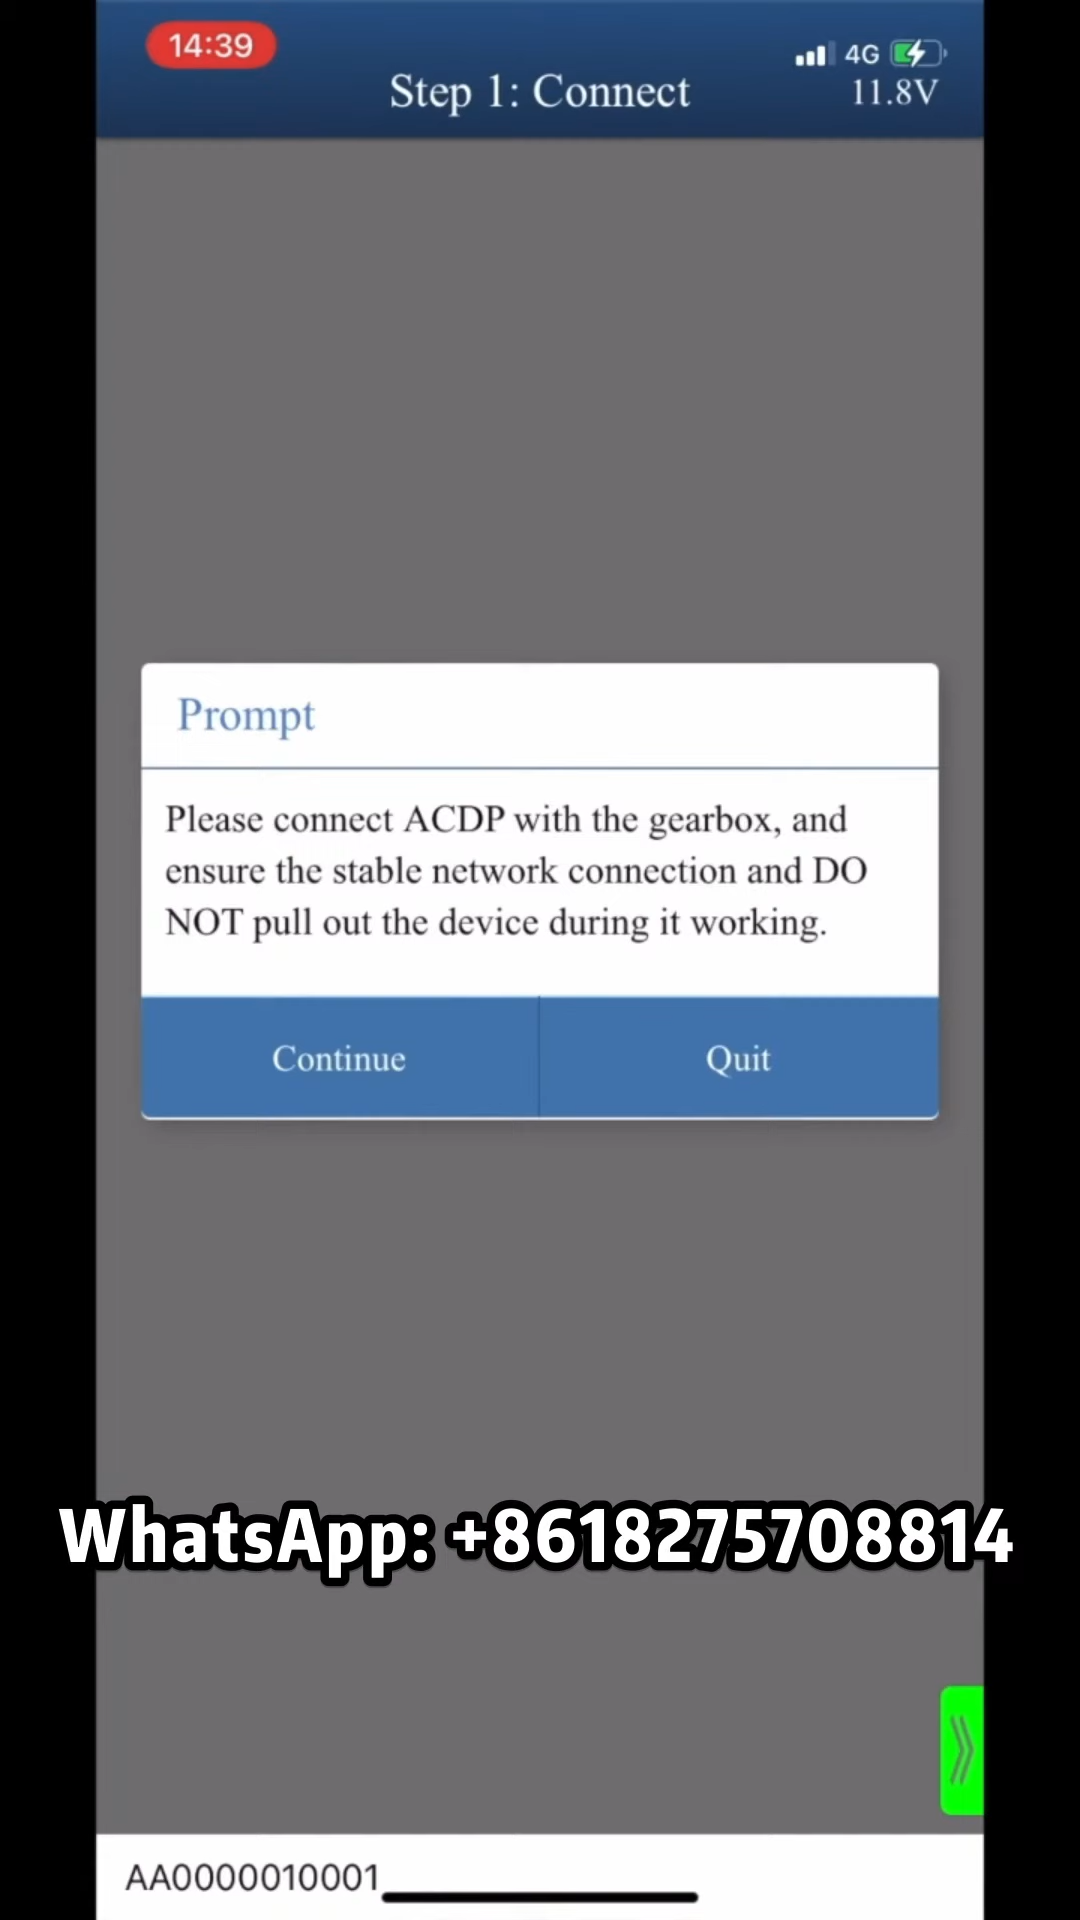 14:39
4G
Step 1: Connect
11.8V
Prompt
Please connect ACDP with the gearbox, and
ensure the stable network connection and DO
NOT pull out the device during it working.
Continue
Quit
WhatsApp: +8618275708814
AA0000010001